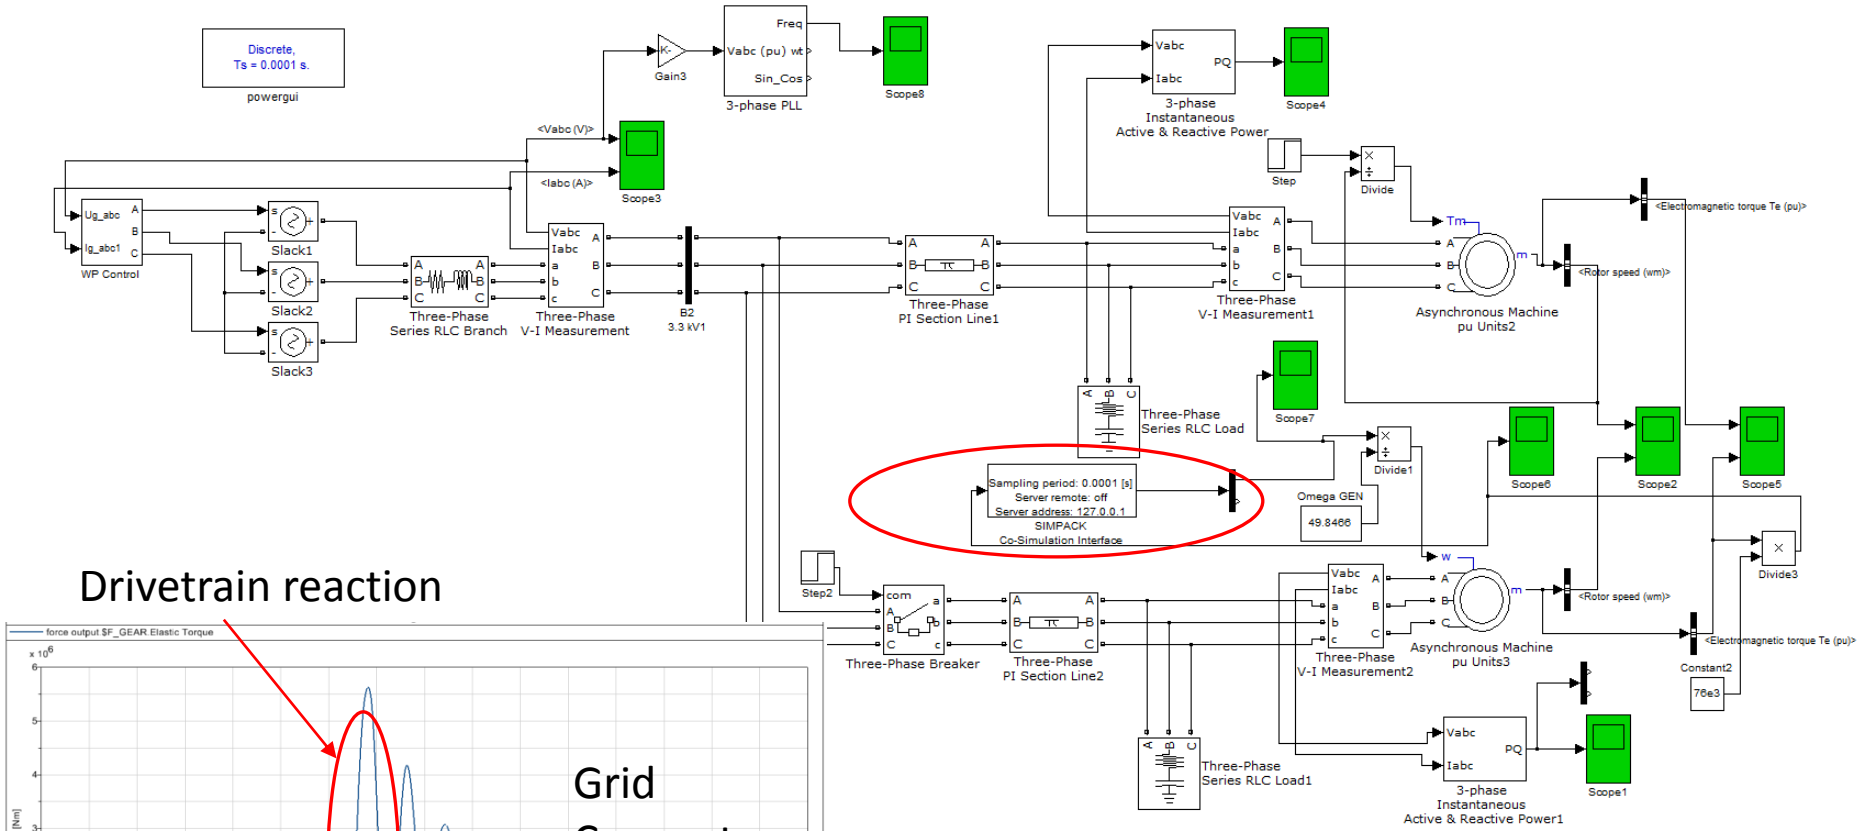 Discrete,
Ts = 0.0001 s.
powergui
K-
Gain3
Freq
Vabc (pu) wt
Sin_Cos
3-phase PLL
Scope8
<Vabc (V)>
<Iabc (A)>
Scope3
Vabc
Iabc
PQ
3-phase
Instantaneous
Active & Reactive Power
Scope4
Step
×
÷
Divide
Ug_abc
Ig_abc1
A
B
C
WP Control
s
-
+
Slack1
s
-
+
Slack2
s
-
+
Slack3
A
B
C
A
B
C
Three-Phase
Series RLC Branch
Vabc
Iabc
a
b
c
A
B
C
Three-Phase
V-I Measurement
B2
3.3 kV1
A
B
C
A
B
C
Three-Phase
PI Section Line1
Vabc
Iabc
a
b
c
A
B
C
Three-Phase
V-I Measurement1
Tm
A
B
C
m
Asynchronous Machine
pu Units2
<Electromagnetic torque Te (pu)>
<Rotor speed (wm)>
A
B
C
Three-Phase
Series RLC Load
Scope7
×
÷
Divide1
Scope6
Scope2
Scope5
Sampling period: 0.0001 [s]
Server remote: off
Server address: 127.0.0.1
SIMPACK
Co-Simulation Interface
Omega GEN
49.8466
×
Divide3
Step2
com
A
B
C
a
b
c
Three-Phase Breaker
A
B
C
A
B
C
Three-Phase
PI Section Line2
Vabc
Iabc
a
b
c
A
B
C
Three-Phase
V-I Measurement2
w
A
B
C
m
Asynchronous Machine
pu Units3
<Rotor speed (wm)>
<Electromagnetic torque Te (pu)>
Constant2
76e3
A
B
C
Three-Phase
Series RLC Load1
Vabc
Iabc
PQ
3-phase
Instantaneous
Active & Reactive Power1
Scope1
Drivetrain reaction
force output $F_GEAR.Elastic Torque
x 10^6
6
5
4
3
[Nm]
Grid